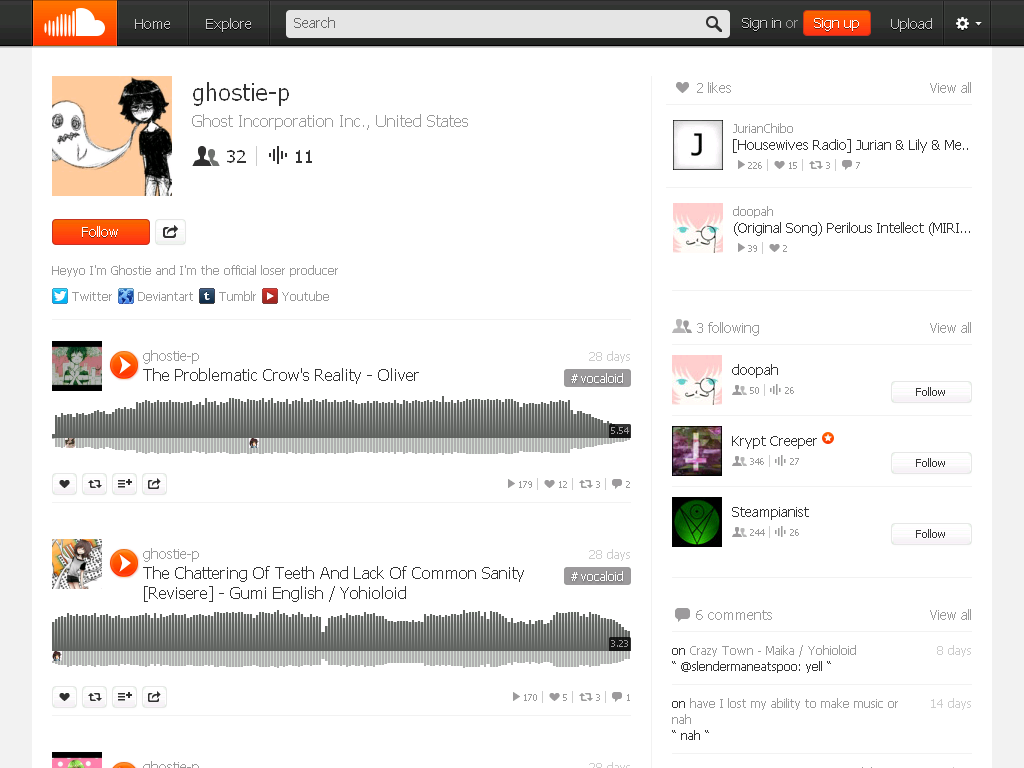 Home
Explore
Search
Sign in or
Sign up
Upload
ghostie-p
Ghost Incorporation Inc., United States
32
11
Follow
Heyyo I'm Ghostie and I'm the official loser producer
Twitter
Deviantart
Tumblr
Youtube
ghostie-p
28 days
The Problematic Crow's Reality - Oliver
# vocaloid
5.54
179
12
3
2
ghostie-p
28 days
The Chattering Of Teeth And Lack Of Common Sanity
# vocaloid
[Revisere] - Gumi English / Yohioloid
3.23
170
5
3
1
ghostie-p
28 days
2 likes
View all
J
JurianChibo
[Housewives Radio] Jurian & Lily & Me..
226
15
3
7
doopah
(Original Song) Perilous Intellect (MIRI...
39
2
3 following
View all
doopah
50
26
Follow
Krypt Creeper
346
27
Follow
Steampianist
244
26
Follow
6 comments
View all
on Crazy Town - Maika / Yohioloid
8 days
“ @slendermaneatspoo: yell “
on have I lost my ability to make music or
14 days
nah
“ nah “